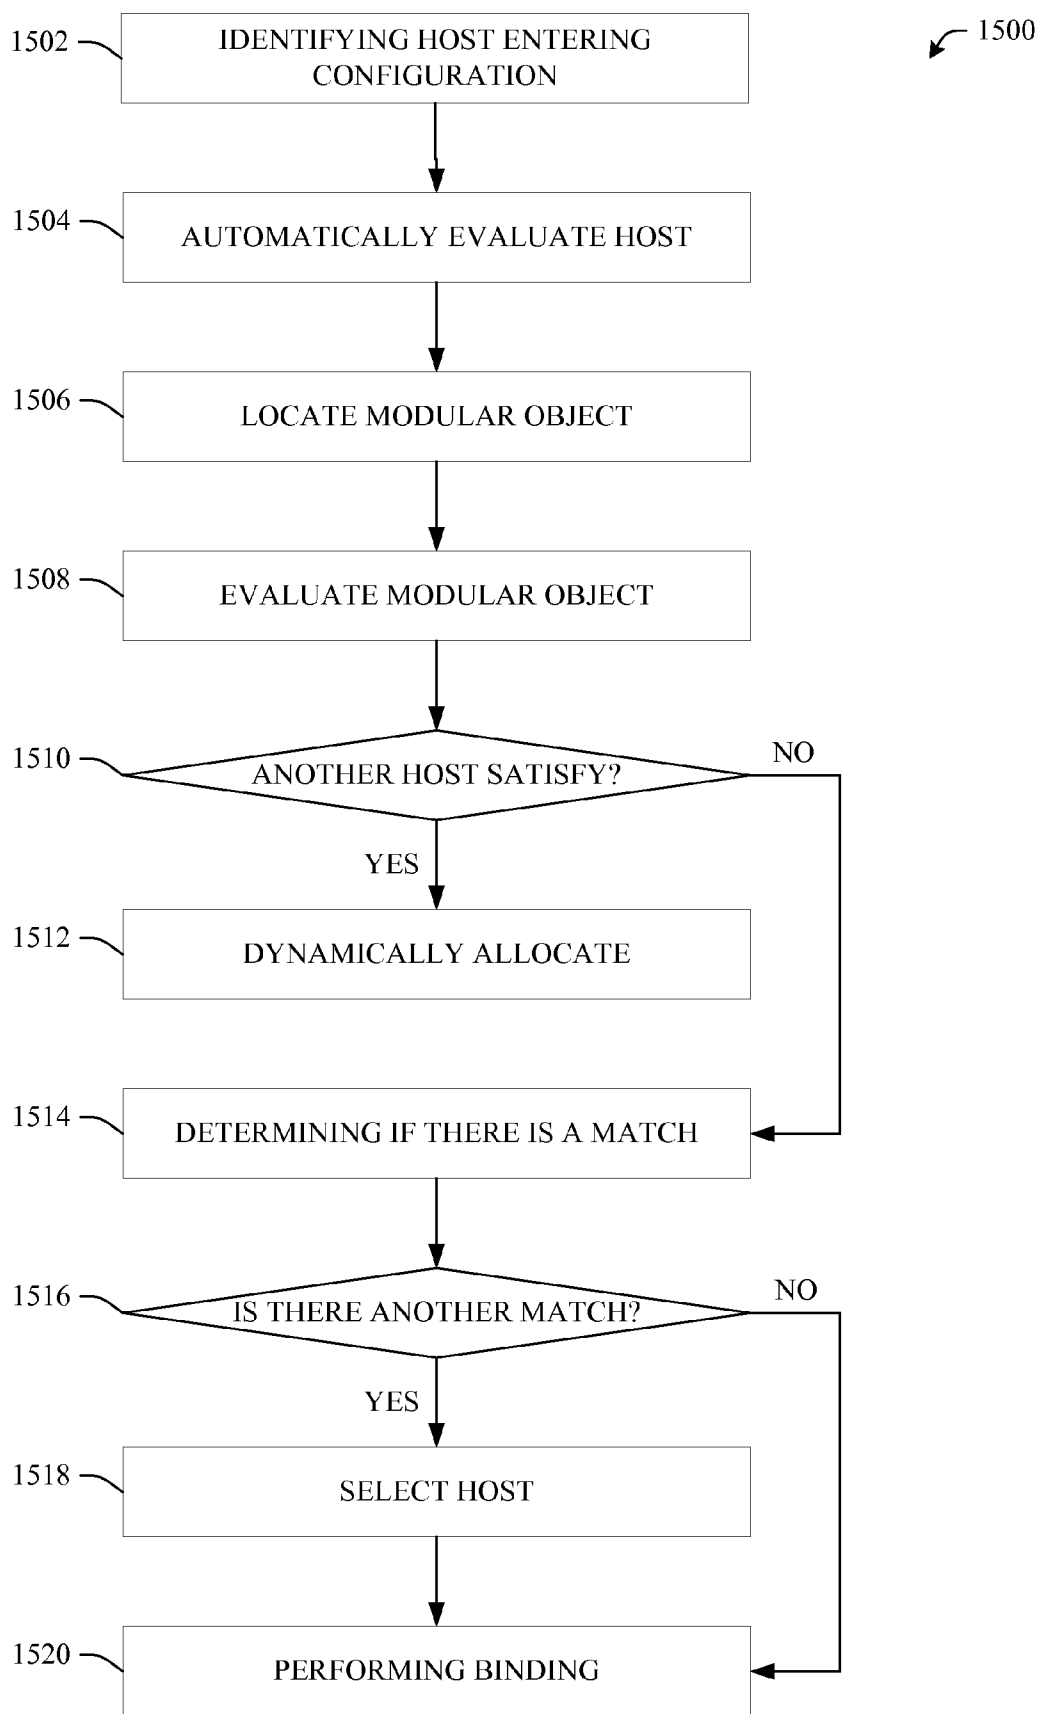 1500
1502
IDENTIFYING HOST ENTERING
CONFIGURATION
1504
AUTOMATICALLY EVALUATE HOST
1506
LOCATE MODULAR OBJECT
1508
EVALUATE MODULAR OBJECT
1510
ANOTHER HOST SATISFY?
NO
YES
1512
DYNAMICALLY ALLOCATE
1514
DETERMINING IF THERE IS A MATCH
1516
IS THERE ANOTHER MATCH?
NO
YES
1518
SELECT HOST
1520
PERFORMING BINDING